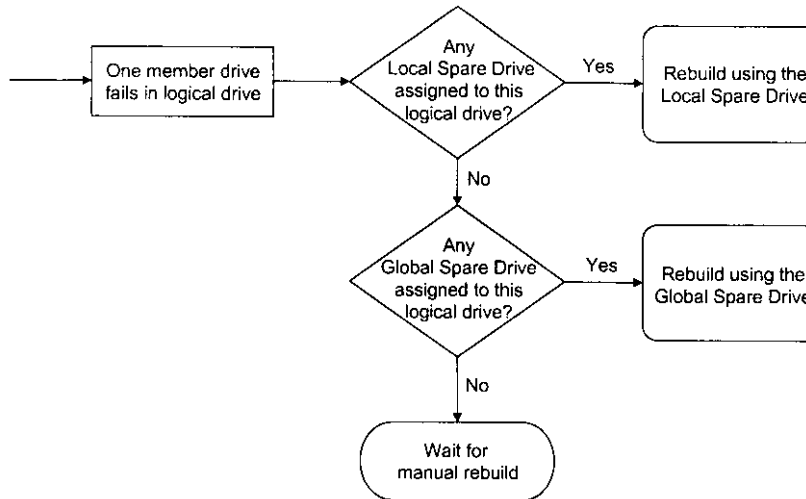 One member drive
fails in logical drive
Any
Local Spare Drive
assigned to this
logical drive?
Yes
Rebuild using the
Local Spare Drive
No
Any
Global Spare Drive
assigned to this
logical drive?
Yes
Rebuild using the
Global Spare Drive
No
Wait for
manual rebuild